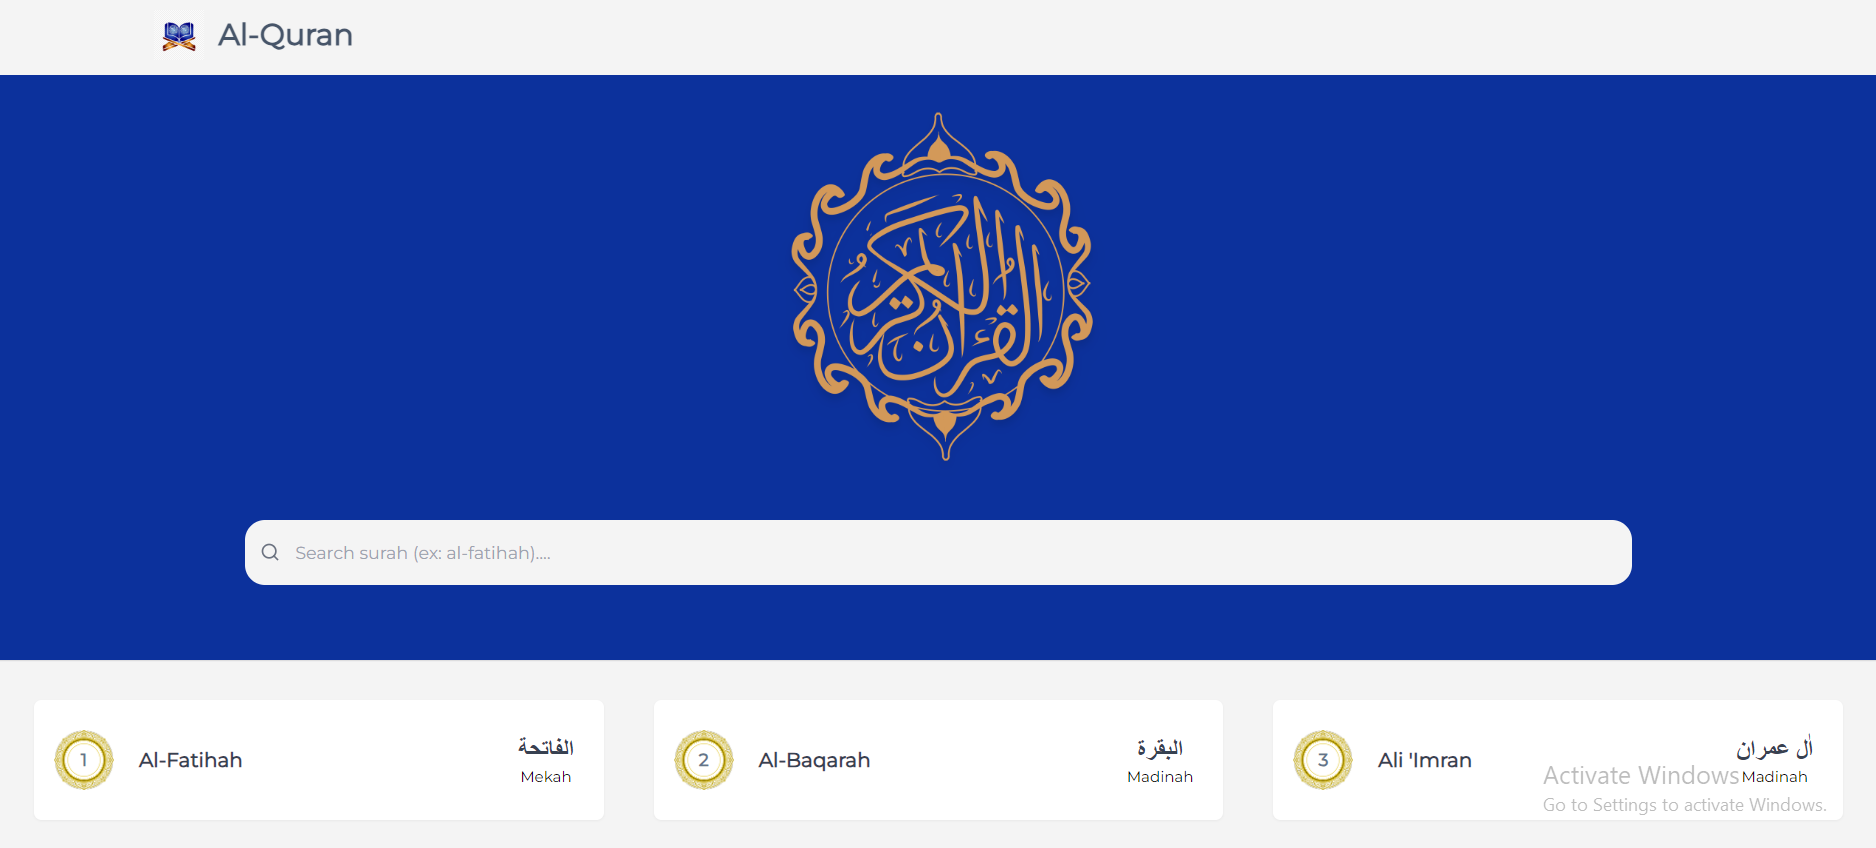 Al-Quran
القرآن الكريم
Search surah (ex: al-fatihah)....
1
Al-Fatihah
الفاتحة
Mekah
2
Al-Baqarah
البقرة
Madinah
3
Ali 'Imran
اٰل عمران
Madinah
Activate Windows
Go to Settings to activate Windows.